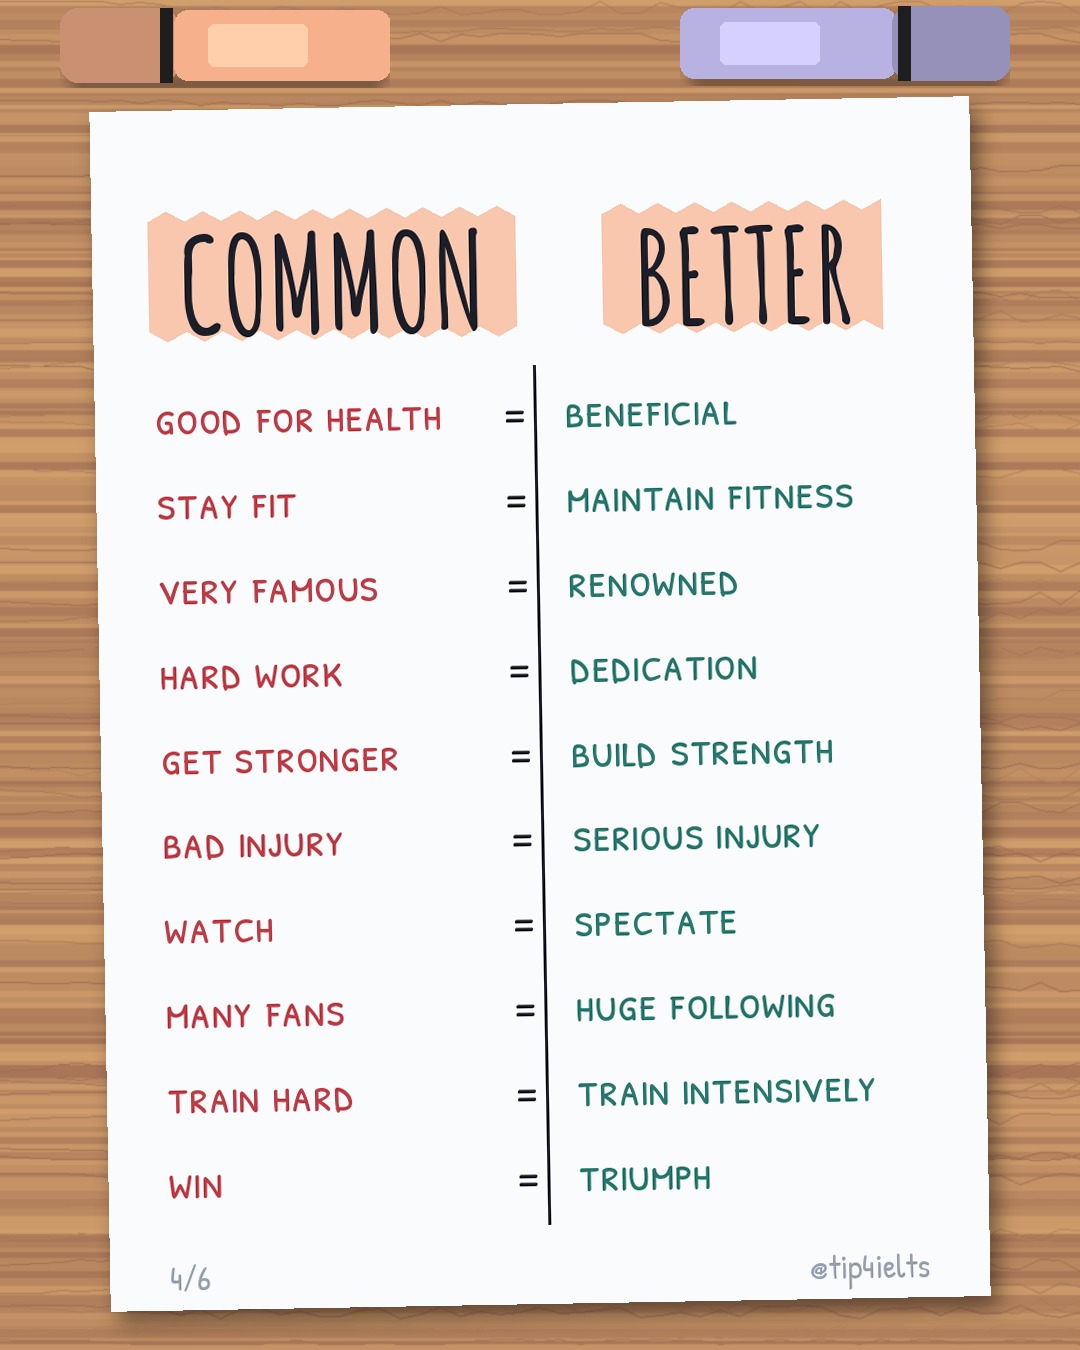 COMMON BETTER
GOOD FOR HEALTH = BENEFICIAL
STAY FIT = MAINTAIN FITNESS
VERY FAMOUS = RENOWNED
HARD WORK = DEDICATION
GET STRONGER = BUILD STRENGTH
BAD INJURY = SERIOUS INJURY
WATCH = SPECTATE
MANY FANS = HUGE FOLLOWING
TRAIN HARD = TRAIN INTENSIVELY
WIN = TRIUMPH
4/6 @tip4ielts